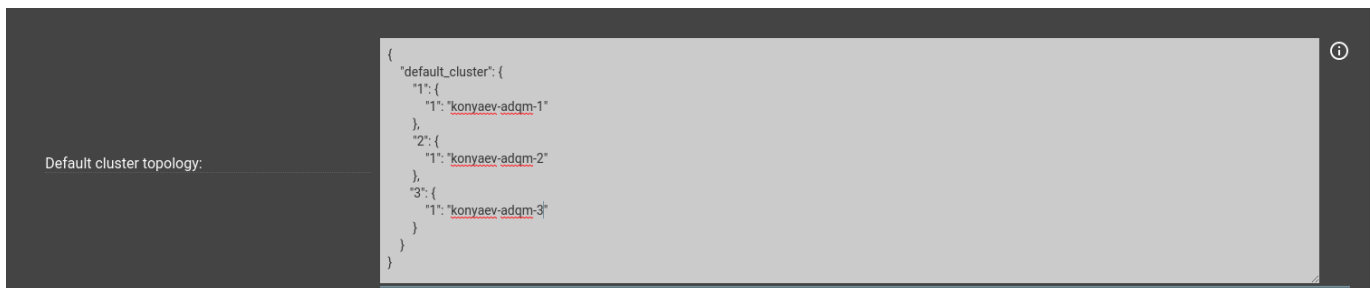 {
"default_cluster": {
"1": {
"1": "konyaev-adqm-1"
},
"2": {
"1": "konyaev-adqm-2"
},
Default cluster topology:
"3": {
"1": "konyaev-adqm-3"
}
}
}